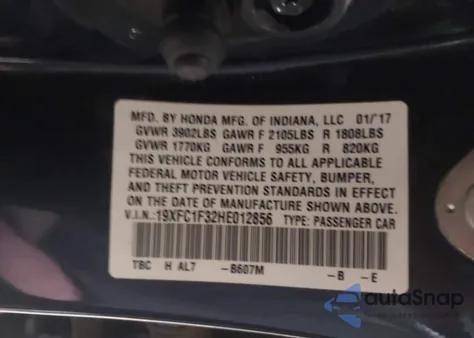 MFD. BY HONDA MFG. OF INDIANA, LLC 01/'17
GVWR 3902LBS GAWR F 2105LBS R 1808LBS
GVWR 1770KG GAWR F 955KG R 820KG
THIS VEHICLE CONFORMS TO ALL APPLICABLE
FEDERAL MOTOR VEHICLE SAFETY, BUMPER,
AND THEFT PREVENTION STANDARDS IN EFFECT
ON THE DATE OF MANUFACTURE SHOWN ABOVE.
V.I.N.: 19XFC1F32HE012856 TYPE: PASSENGER CAR
TBC H AL7 -B607M -B -E
autoSnap